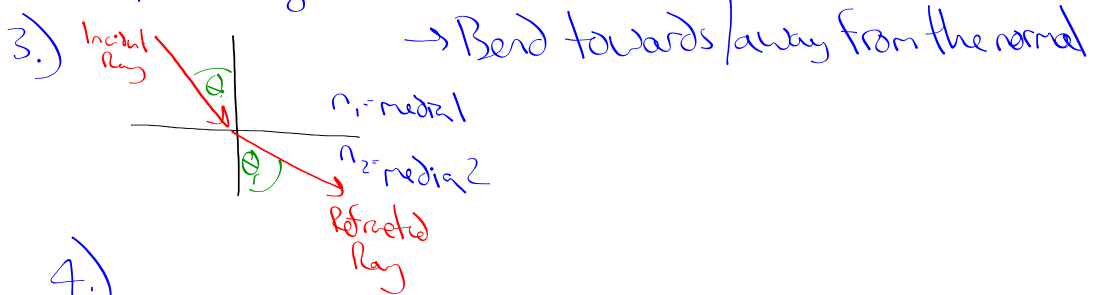 3.) Incident Ray → Bend towards/away from the normal
θi
n₁ = media 1
θr
n₂ = media 2
Refracted Ray
4.)